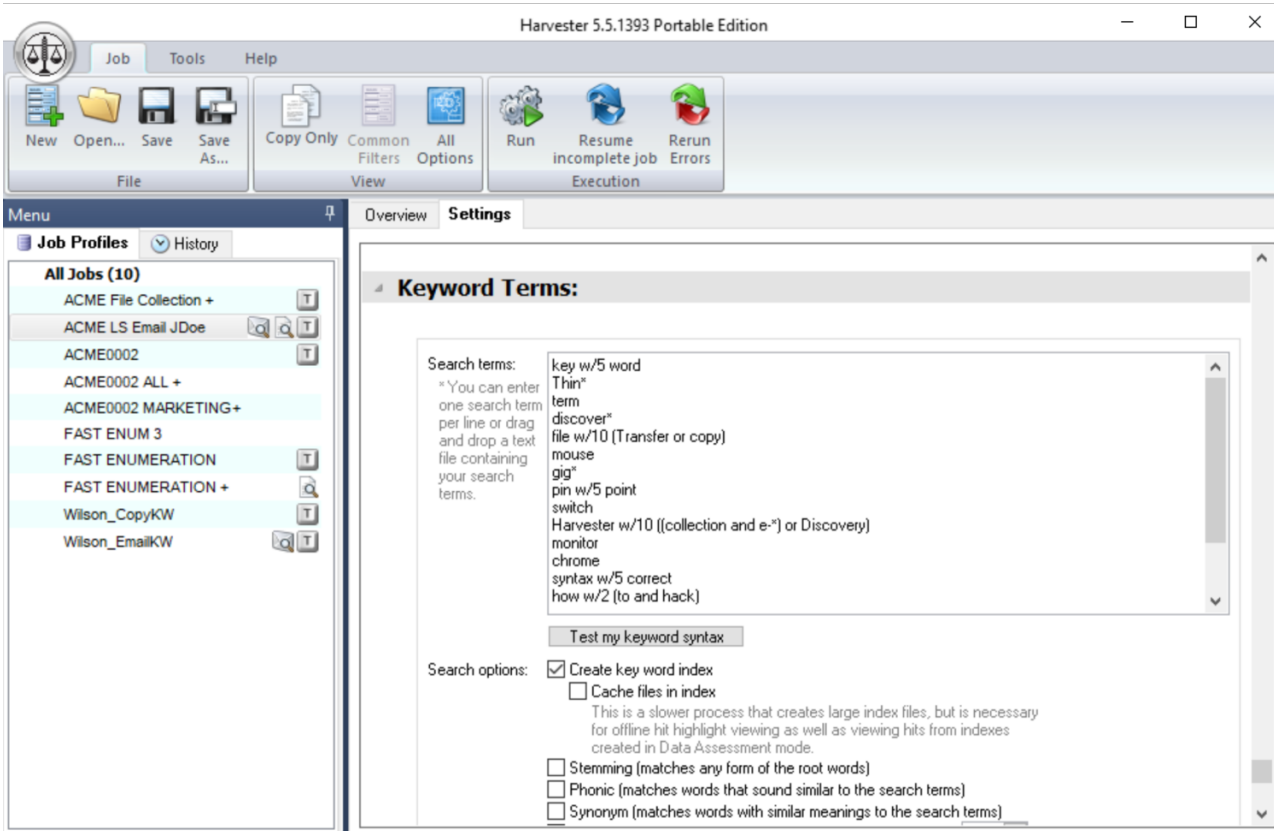 Harvester 5.5.1393 Portable Edition
Job Tools Help
New Open... Save Save As...
File
Copy Only Common Filters All Options
View
Run Resume incomplete job Rerun Errors
Execution
Menu
Job Profiles History
All Jobs (10)
ACME File Collection + T
ACME LS Email JDoe T
ACME0002 T
ACME0002 ALL +
ACME0002 MARKETING+
FAST ENUM 3
FAST ENUMERATION T
FAST ENUMERATION +
Wilson_CopyKW T
Wilson_EmailKW T
Overview Settings
Keyword Terms:
Search terms:
* You can enter
one search term
per line or drag
and drop a text
file containing
your search
terms.
key w/5 word
Thin*
term
discover*
file w/10 (Transfer or copy)
mouse
gig*
pin w/5 point
switch
Harvester w/10 ((collection and e-*) or Discovery)
monitor
chrome
syntax w/5 correct
how w/2 (to and hack)
Test my keyword syntax
Search options:
Create key word index
Cache files in index
This is a slower process that creates large index files, but is necessary
for offline hit highlight viewing as well as viewing hits from indexes
created in Data Assessment mode.
Stemming (matches any form of the root words)
Phonic (matches words that sound similar to the search terms)
Synonym (matches words with similar meanings to the search terms)